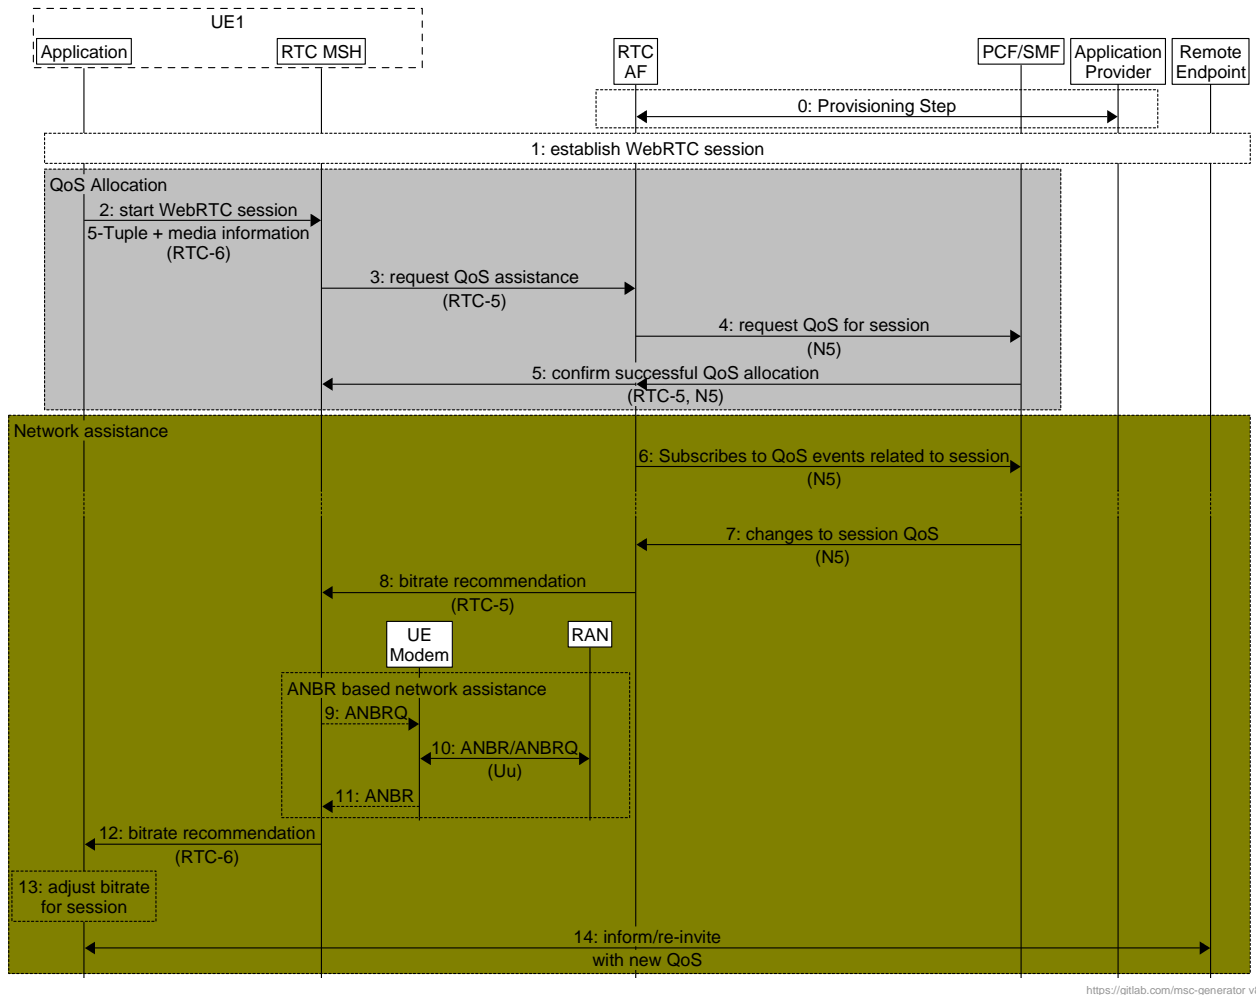 UE1
Application
RTC MSH
RTC
AF
PCF/SMF
Application
Provider
Remote
Endpoint
0: Provisioning Step
1: establish WebRTC session
QoS Allocation
2: start WebRTC session
5-Tuple + media information
(RTC-6)
3: request QoS assistance
(RTC-5)
4: request QoS for session
(N5)
5: confirm successful QoS allocation
(RTC-5, N5)
Network assistance
6: Subscribes to QoS events related to session
(N5)
7: changes to session QoS
(N5)
8: bitrate recommendation
(RTC-5)
UE
Modem
RAN
ANBR based network assistance
9: ANBRQ
10: ANBR/ANBRQ
(Uu)
11: ANBR
12: bitrate recommendation
(RTC-6)
13: adjust bitrate
for session
14: inform/re-invite
with new QoS
https://gitlab.com/msc-generator